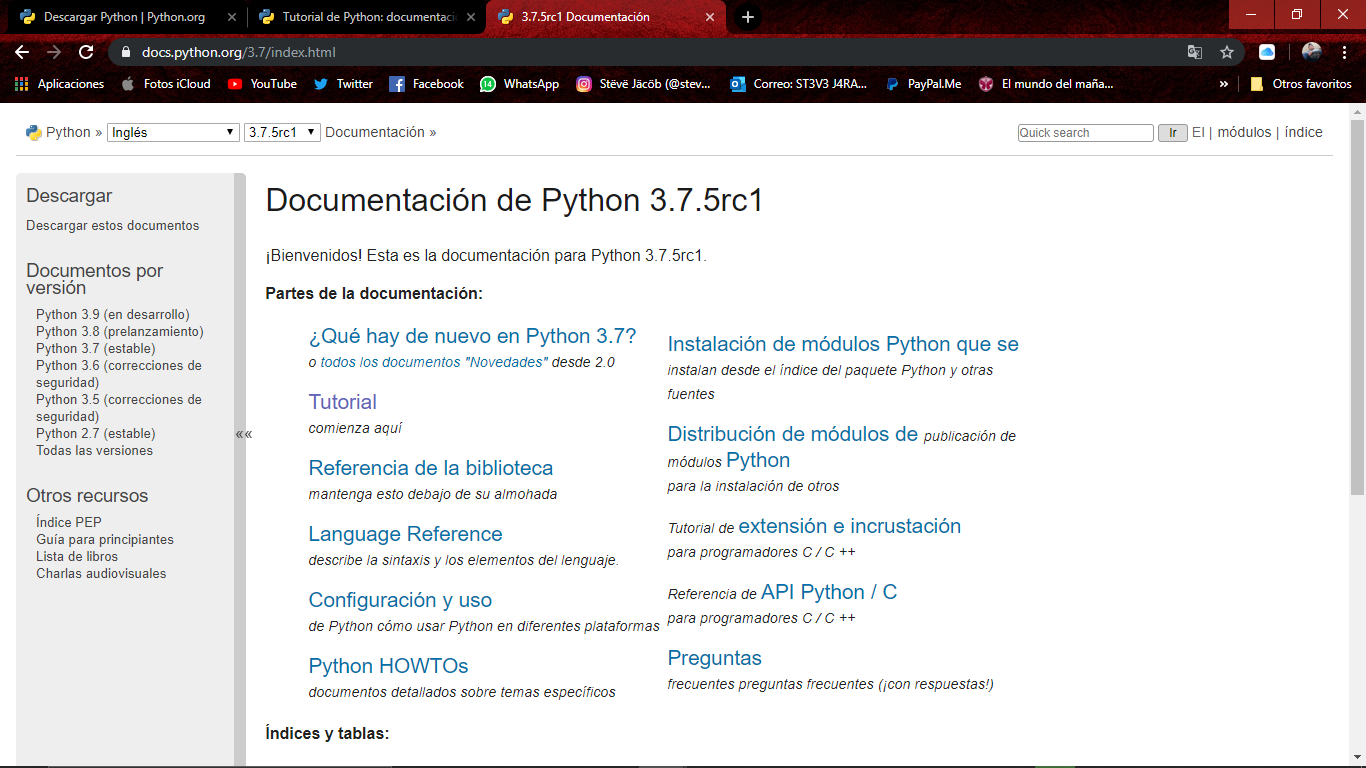 Descargar Python | Python.org
Tutorial de Python: documentació
3.7.5rc1 Documentación
docs.python.org/3.7/index.html
Aplicaciones
Fotos iCloud
YouTube
Twitter
Facebook
14
WhatsApp
Stëvë Jäcöb (@stev...
Correo: ST3V3 J4RA...
PayPal.Me
El mundo del maña...
»
Otros favoritos
Python » Inglés 3.7.5rc1 Documentación »
Quick search Ir El | módulos | índice
Descargar
Descargar estos documentos
Documentos por
versión
Python 3.9 (en desarrollo)
Python 3.8 (prelanzamiento)
Python 3.7 (estable)
Python 3.6 (correcciones de
seguridad)
Python 3.5 (correcciones de
seguridad)
Python 2.7 (estable)
Todas las versiones
Otros recursos
Índice PEP
Guía para principiantes
Lista de libros
Charlas audiovisuales
««
Documentación de Python 3.7.5rc1
¡Bienvenidos! Esta es la documentación para Python 3.7.5rc1.
Partes de la documentación:
¿Qué hay de nuevo en Python 3.7?
o todos los documentos "Novedades" desde 2.0
Tutorial
comienza aquí
Referencia de la biblioteca
mantenga esto debajo de su almohada
Language Reference
describe la sintaxis y los elementos del lenguaje.
Configuración y uso
de Python cómo usar Python en diferentes plataformas
Python HOWTOs
documentos detallados sobre temas específicos
Instalación de módulos Python que se
instalan desde el índice del paquete Python y otras
fuentes
Distribución de módulos de publicación de
módulos Python
para la instalación de otros
Tutorial de extensión e incrustación
para programadores C / C ++
Referencia de API Python / C
para programadores C / C ++
Preguntas
frecuentes preguntas frecuentes (¡con respuestas!)
Índices y tablas: